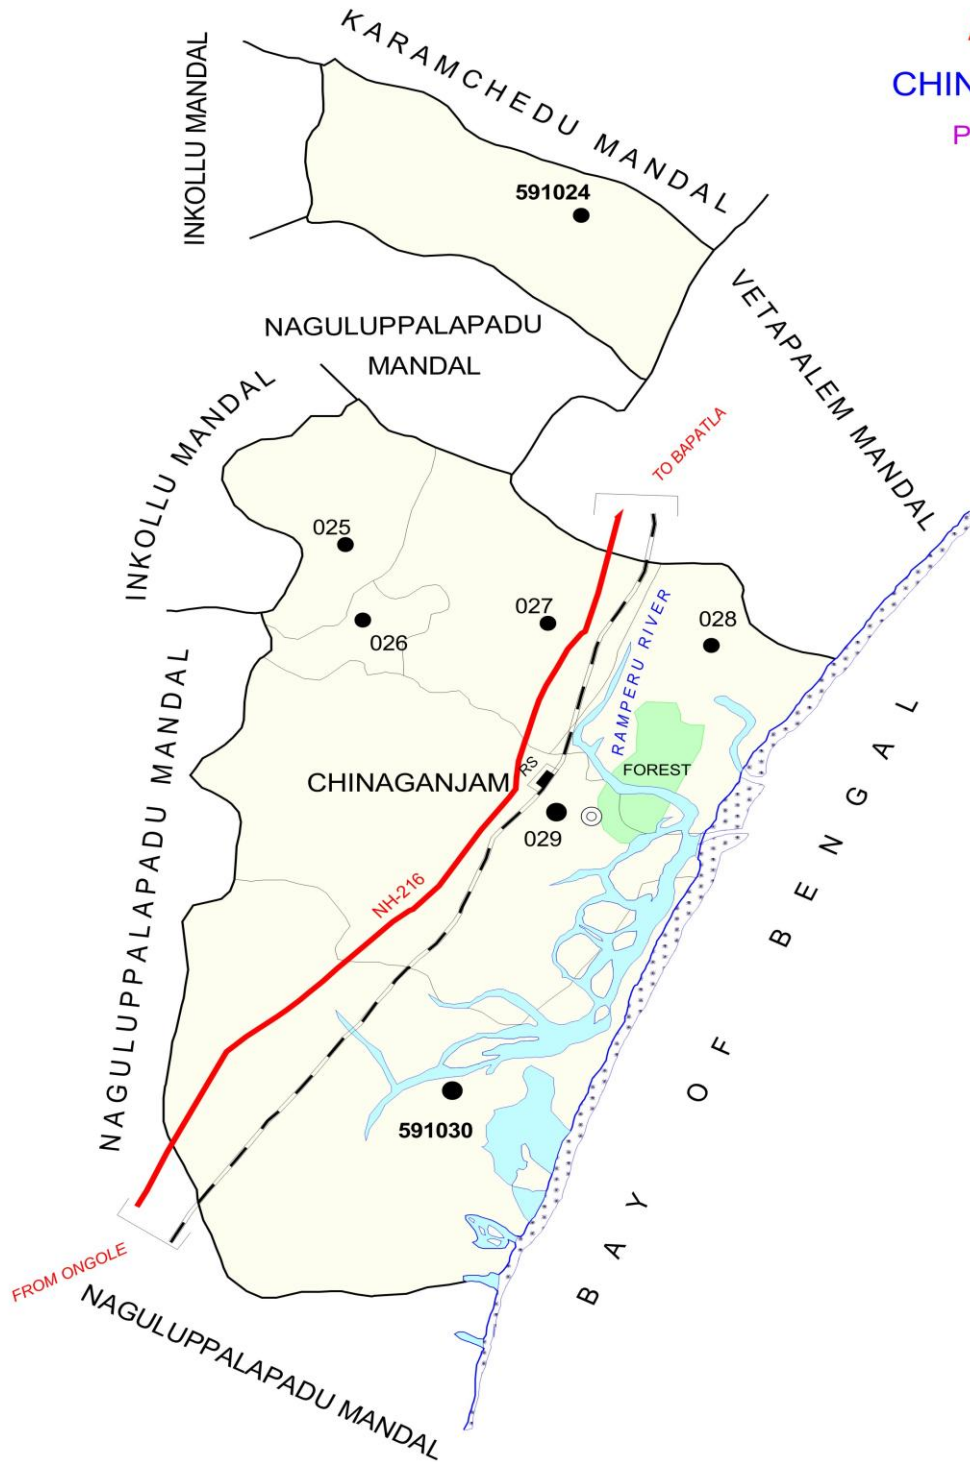 KARAMCHEDU MANDAL
INKOLLU MANDAL
CHIN
P
591024
NAGULUPPALAPADU
MANDAL
VETAPALEM MANDAL
INKOLLU MANDAL
TO BAPATLA
025
026
027
028
RAMPERU RIVER
NAGULUPPALAPADU MANDAL
CHINAGANJAM
RS
FOREST
029
NH-216
BAY OF BENGAL
591030
FROM ONGOLE
NAGULUPPALAPADU MANDAL